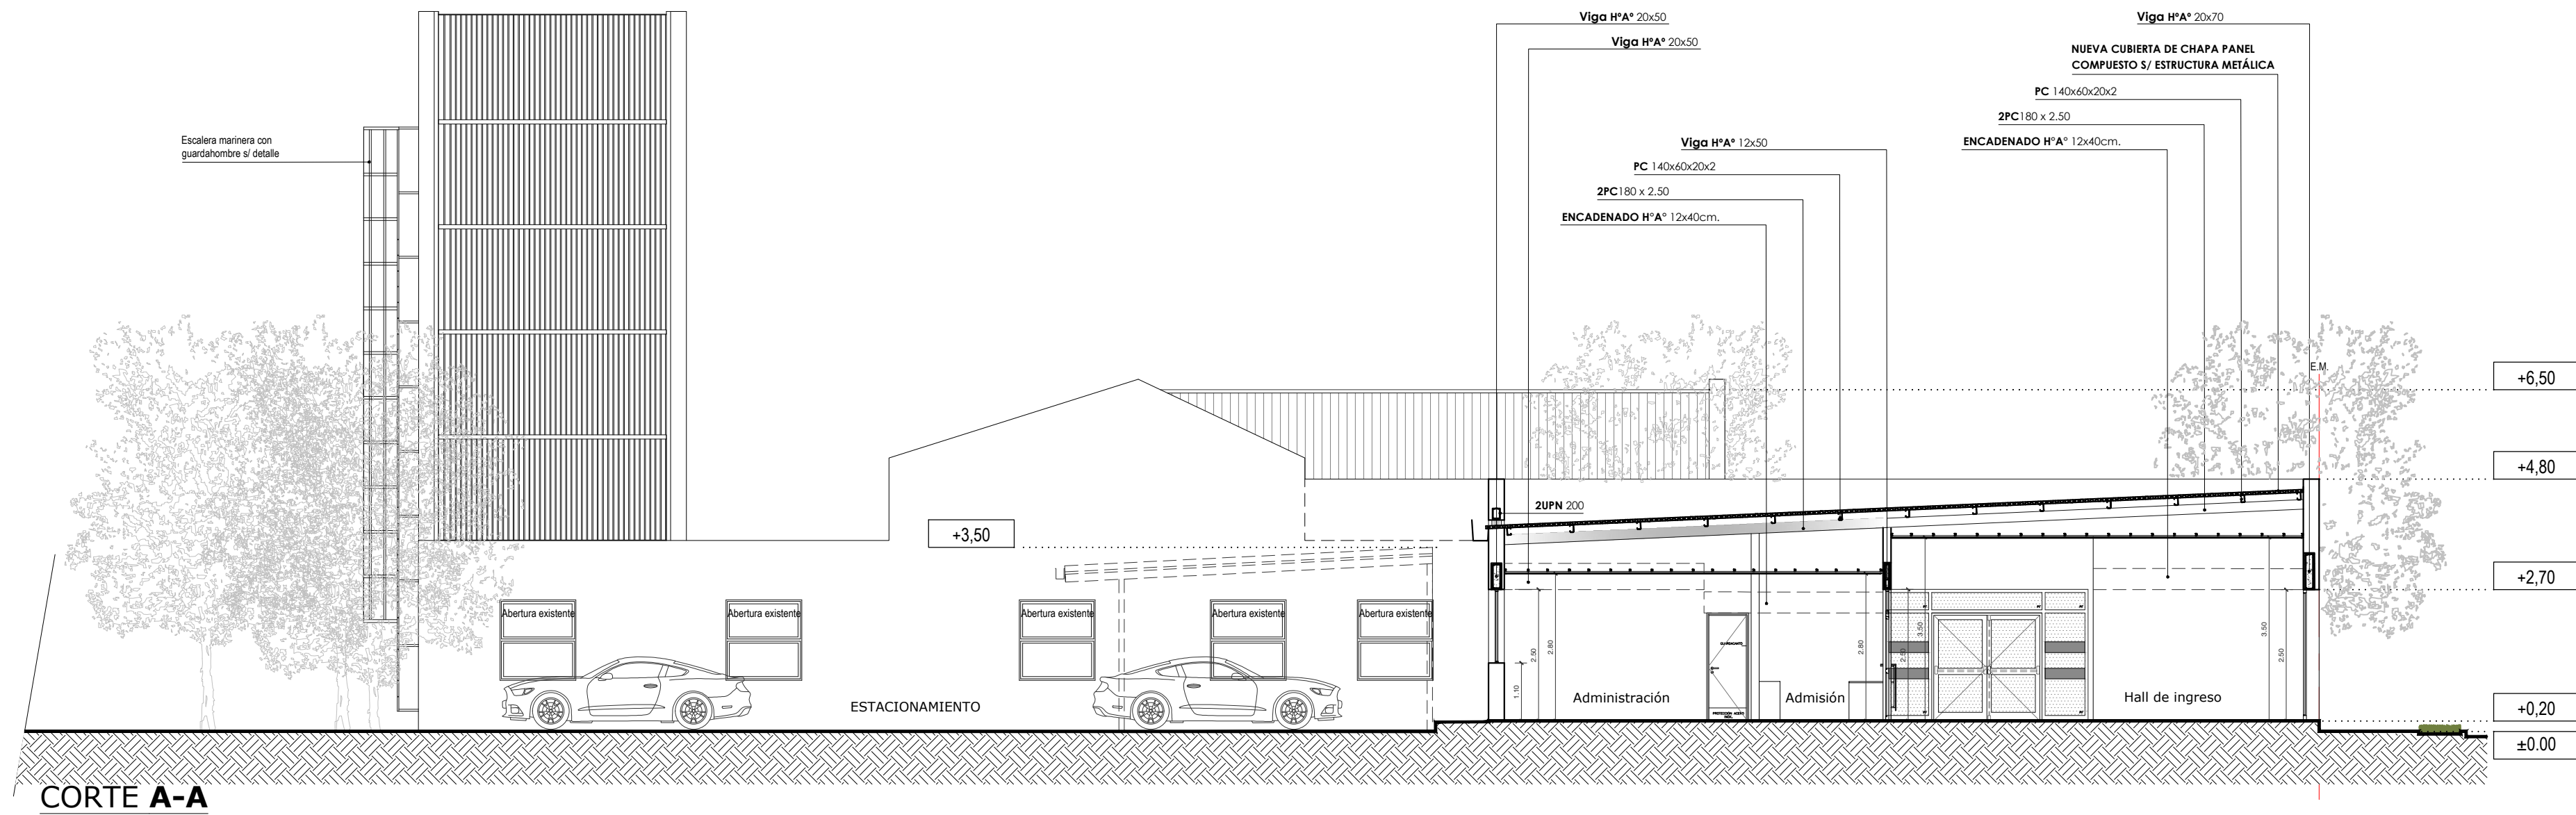 Viga HºAº 20x50
Viga HºAº 20x50
Viga HºAº 20x70
NUEVA CUBIERTA DE CHAPA PANEL
COMPUESTO S/ ESTRUCTURA METÁLICA
PC 140x60x20x2
2PC180 x 2.50
ENCADENADO H°A° 12x40cm.
Escalera marinera con
guardahombre s/ detalle
Viga HºAº 12x50
PC 140x60x20x2
2PC180 x 2.50
ENCADENADO H°A° 12x40cm.
E.M.
+6,50
+4,80
2UPN 200
+3,50
+2,70
Abertura existente
Abertura existente
Abertura existente
Abertura existente
Abertura existente
2.50
2.80
1.10
2.80
3.50
3.50
2.50
ESTACIONAMIENTO
Administración
Admisión
Hall de ingreso
+0,20
±0.00
CORTE A-A